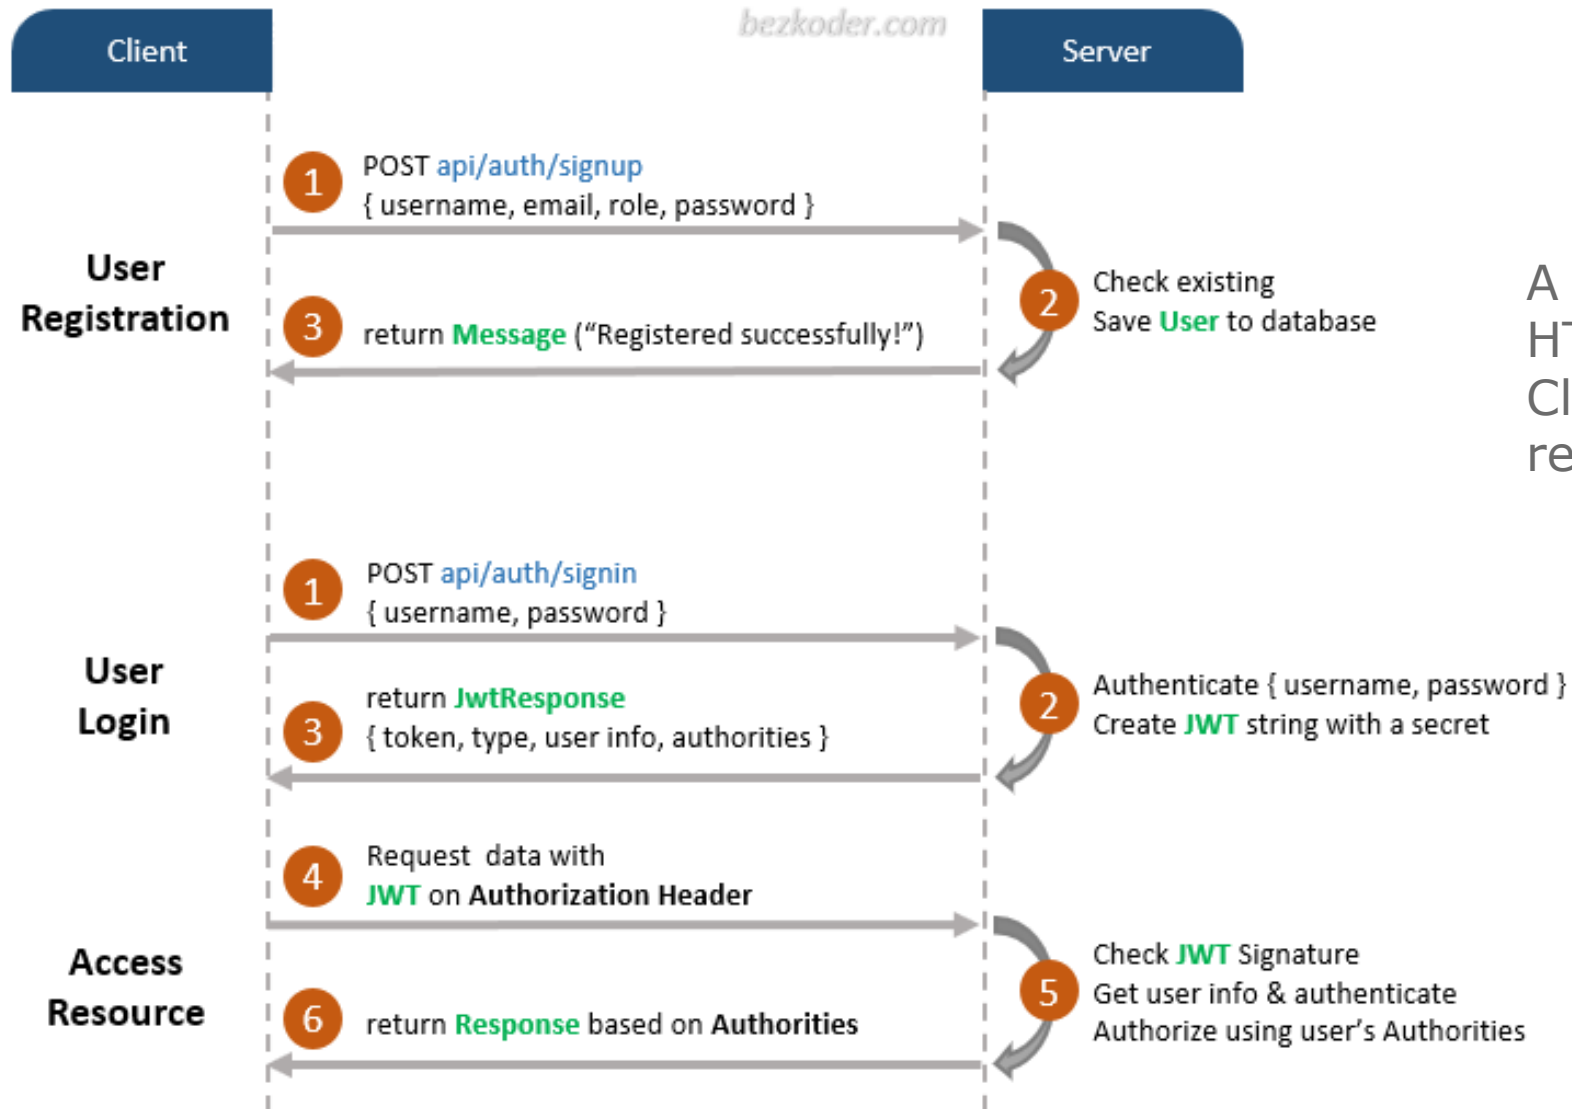 bezkoder.com
Client
Server
1
POST api/auth/signup
{ username, email, role, password }
User
Registration
2
Check existing
Save User to database
3
return Message (“Registered successfully!”)
A
Cl
re
1
POST api/auth/signin
{ username, password }
User
Login
2
Authenticate { username, password }
Create JWT string with a secret
3
return JwtResponse
{ token, type, user info, authorities }
4
Request  data with
JWT on Authorization Header
Access
Resource
5
Check JWT Signature
Get user info & authenticate
Authorize using user’s Authorities
6
return Response based on Authorities